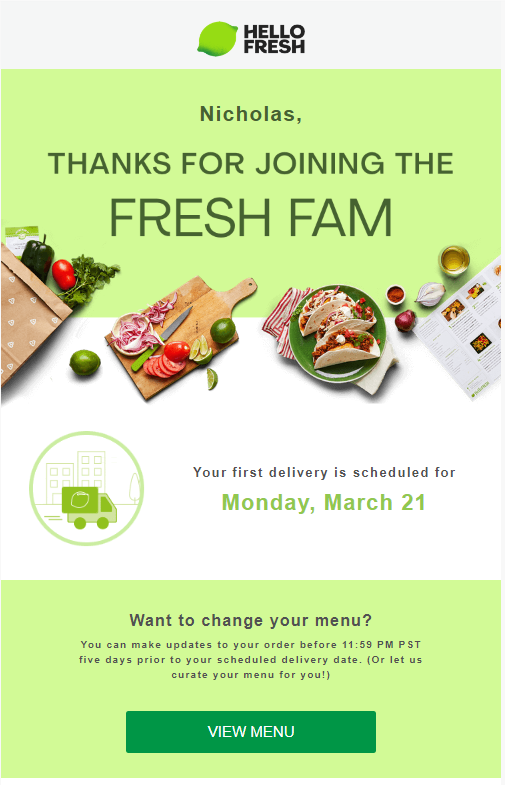 HELLO
FRESH
Nicholas,
THANKS FOR JOINING THE
FRESH FAM
Your first delivery is scheduled for
Monday, March 21
Want to change your menu?
You can make updates to your order before 11:59 PM PST
five days prior to your scheduled delivery date. (Or let us
curate your menu for you!)
VIEW MENU